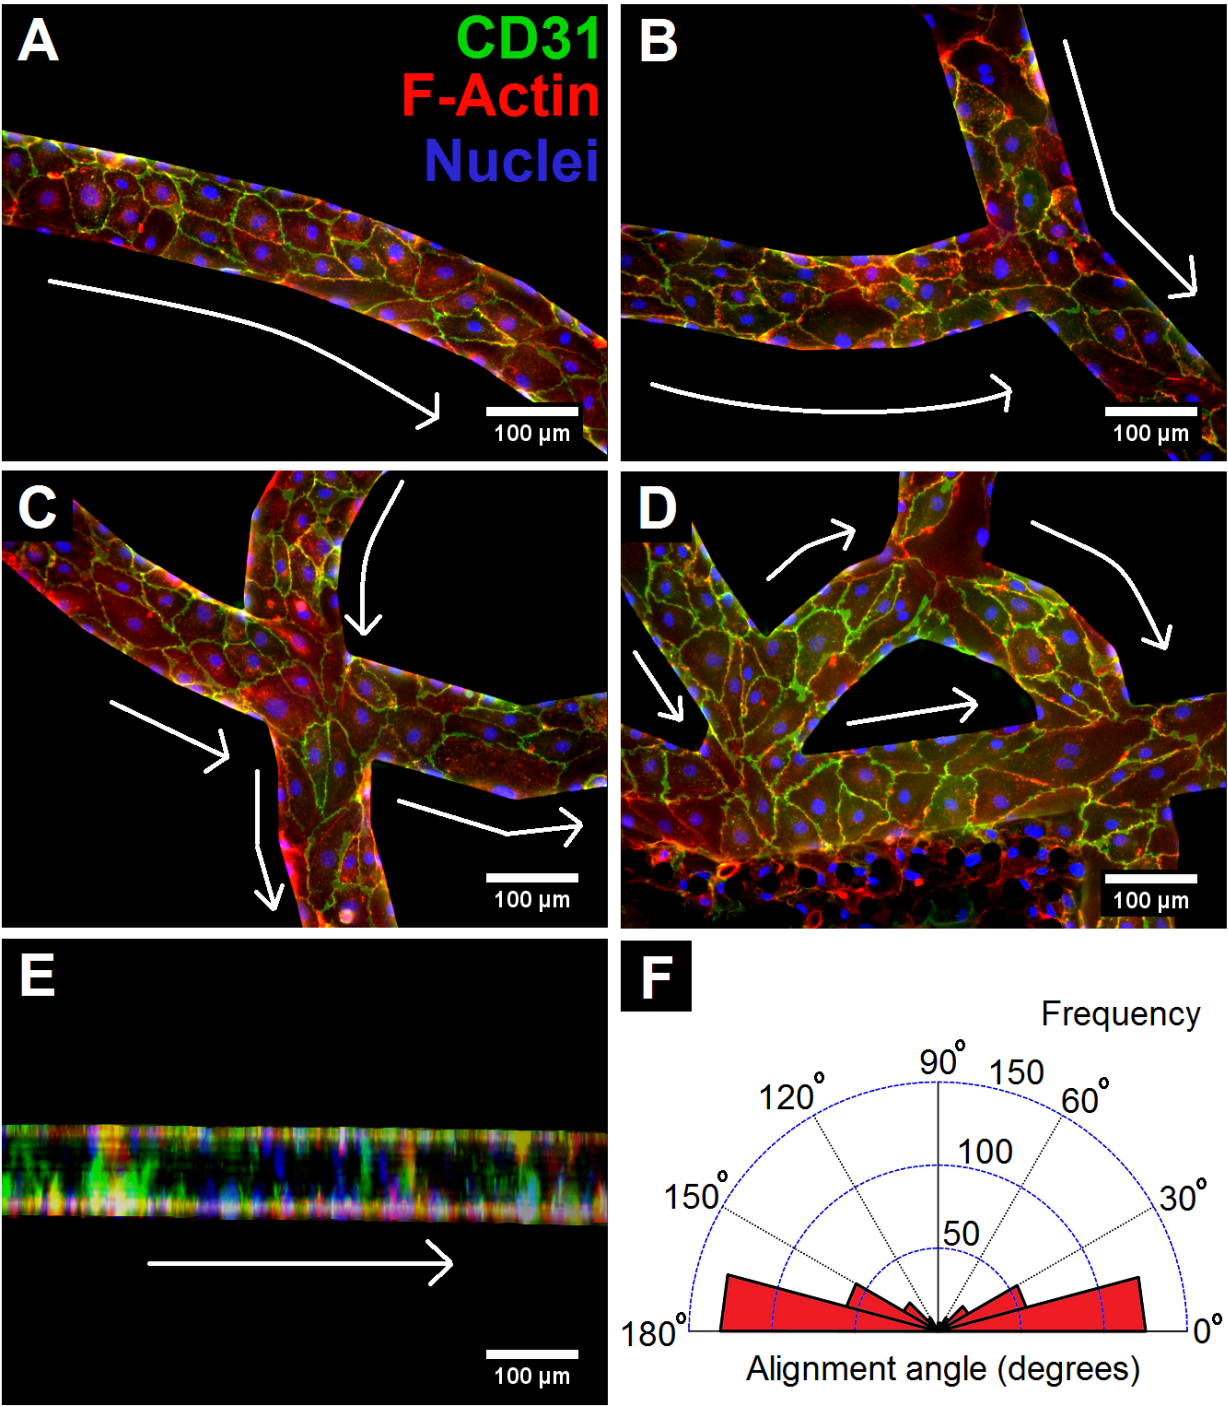 A
CD31
F-Actin
Nuclei
100 µm
B
100 µm
C
100 µm
D
100 µm
E
100 µm
F
Frequency
90°
150
120°
60°
100
150°
30°
50
180°
0°
Alignment angle (degrees)